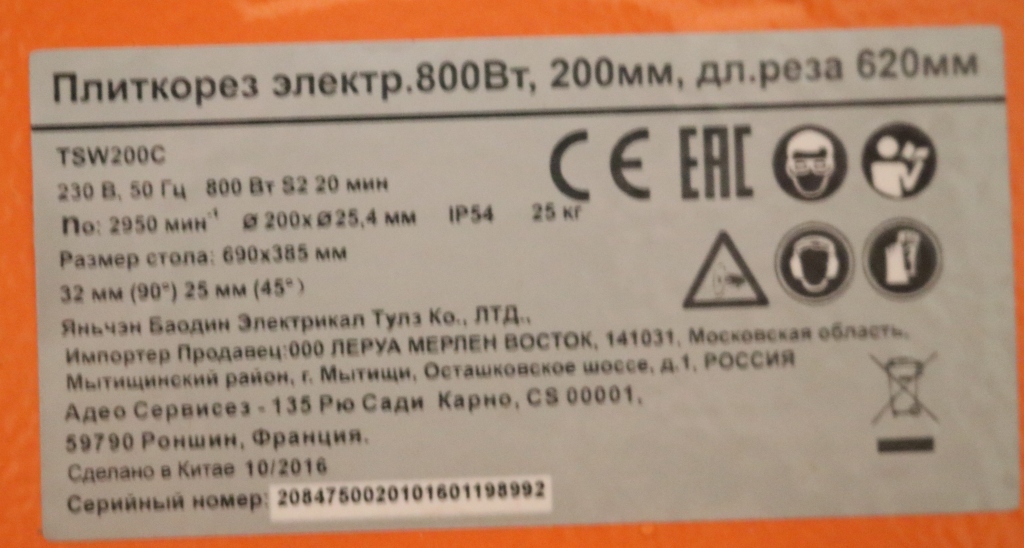 Плиткорез электр.800Вт, 200мм, дл.реза 620мм
TSW200C
230 В, 50 Гц 800 Вт S2 20 мин
По: 2950 мин⁻¹ Ø 200xØ25,4 мм IP54 25 кг
Размер стола: 690x385 мм
32 мм (90°) 25 мм (45°)
Яньчэн Баодин Электрикал Тулз Ко., ЛТД.,
Импортер Продавец:ООО ЛЕРУА МЕРЛЕН ВОСТОК, 141031, Московская область,
Мытищинский район, г. Мытищи, Осташковское шоссе, д.1, РОССИЯ
Адео Сервисез - 135 Рю Сади Карно, CS 00001,
59790 Роншин, Франция.
Сделано в Китае 10/2016
Серийный номер: 2084750020101601198992
CE EAC